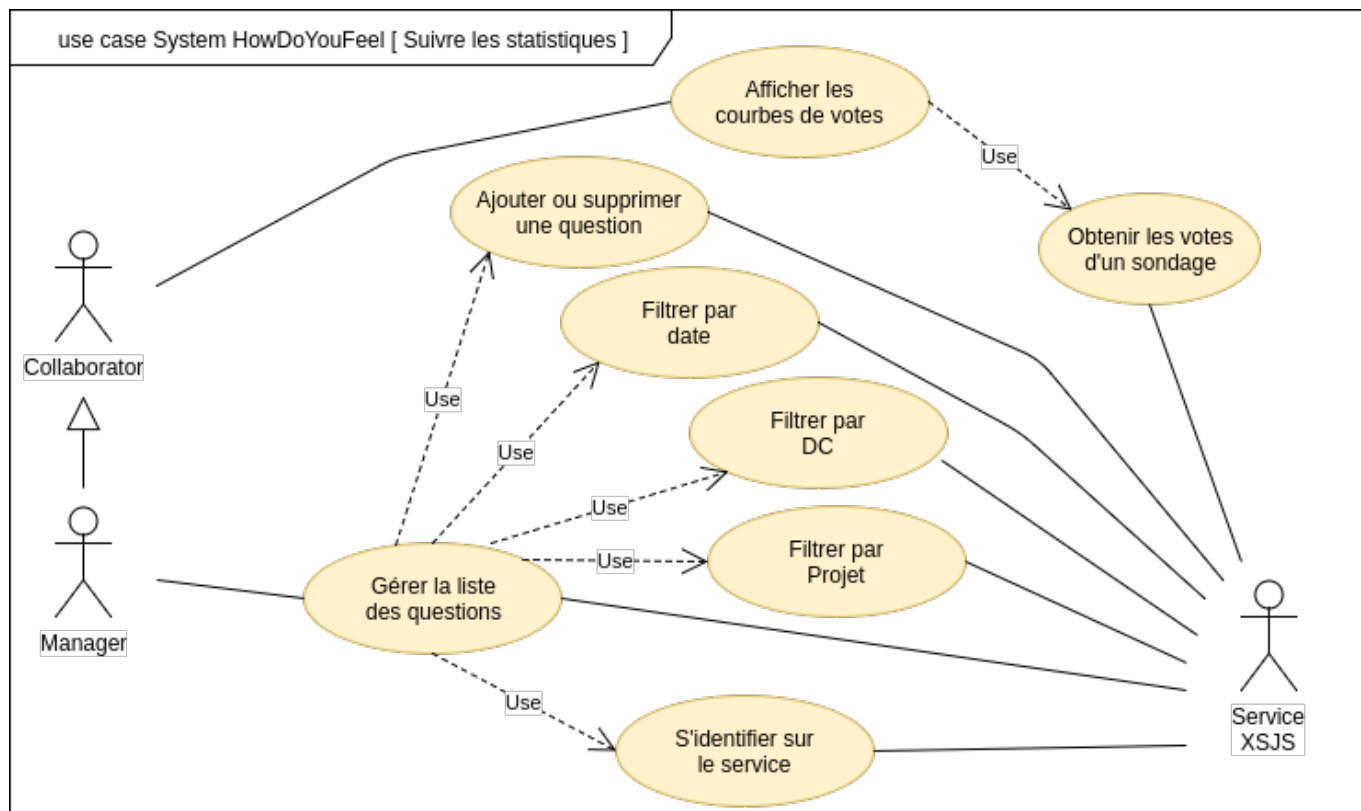 use case System HowDoYouFeel [ Suivre les statistiques ]
Afficher les
courbes de votes
Use
Ajouter ou supprimer
une question
Obtenir les votes
d'un sondage
Filtrer par
date
Collaborator
Use
Use
Filtrer par
DC
Use
Filtrer par
Projet
Use
Gérer la liste
des questions
Manager
Use
S'identifier sur
le service
Service
XSJS